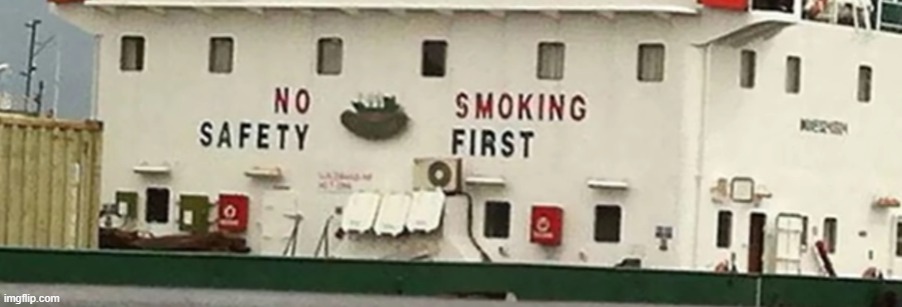 NO SMOKING
SAFETY FIRST
imgflip.com